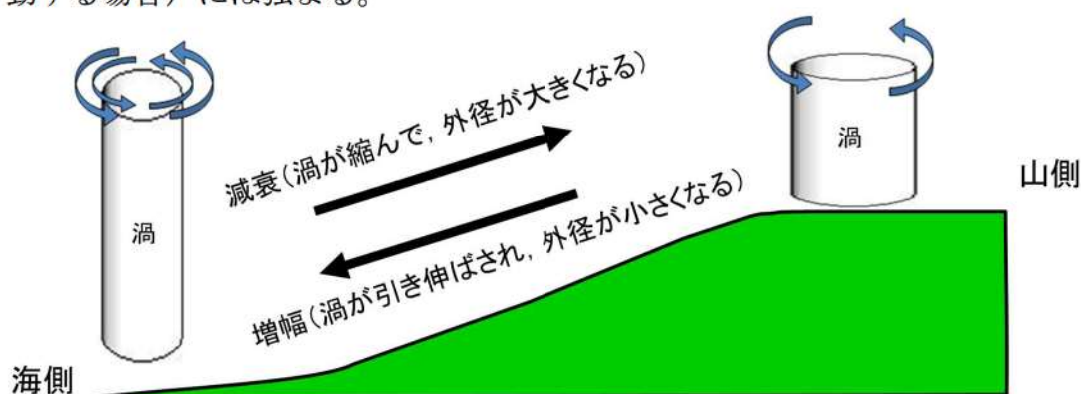 動する場合）には強まる。
減衰(渦が縮んで, 外径が大きくなる)
増幅(渦が引き伸ばされ, 外径が小さくなる)
渦
渦
山側
海側